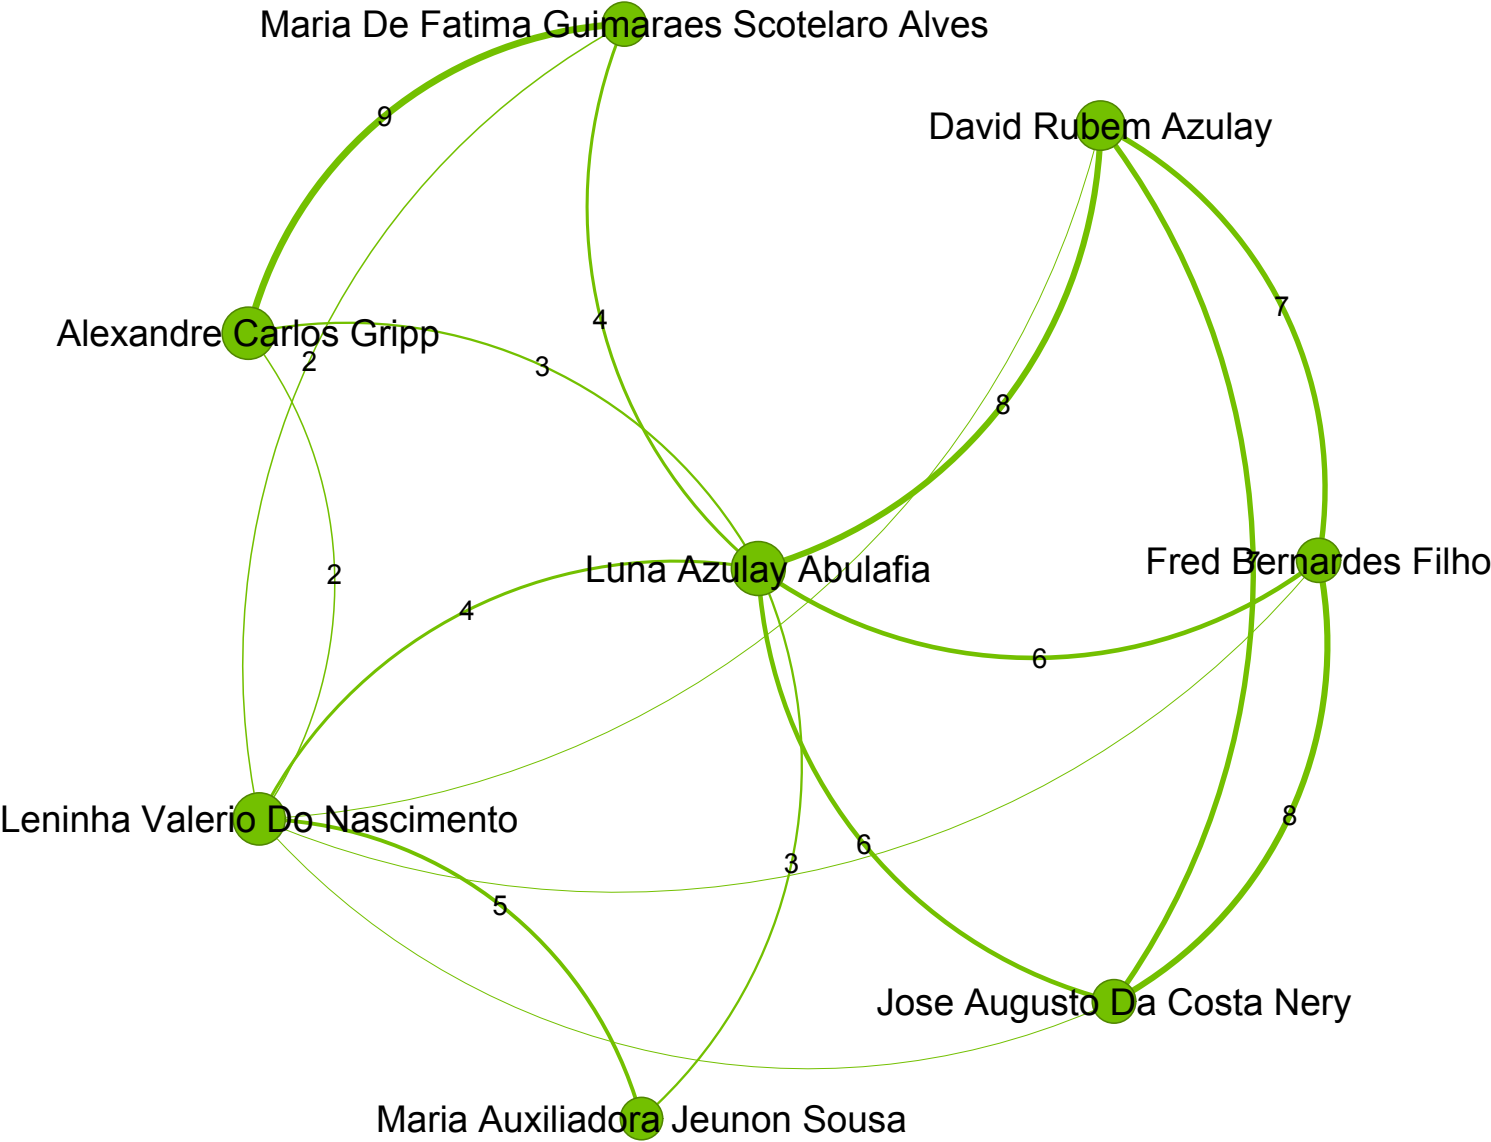 Maria De Fatima Guimaraes Scotelaro Alves
9
David Rubem Azulay
7
4
Alexandre Carlos Gripp
2
3
8
2
Luna Azulay Abulafia
7
Fred Bernardes Filho
4
6
Leninha Valerio Do Nascimento
8
6
3
5
Jose Augusto Da Costa Nery
Maria Auxiliadora Jeunon Sousa